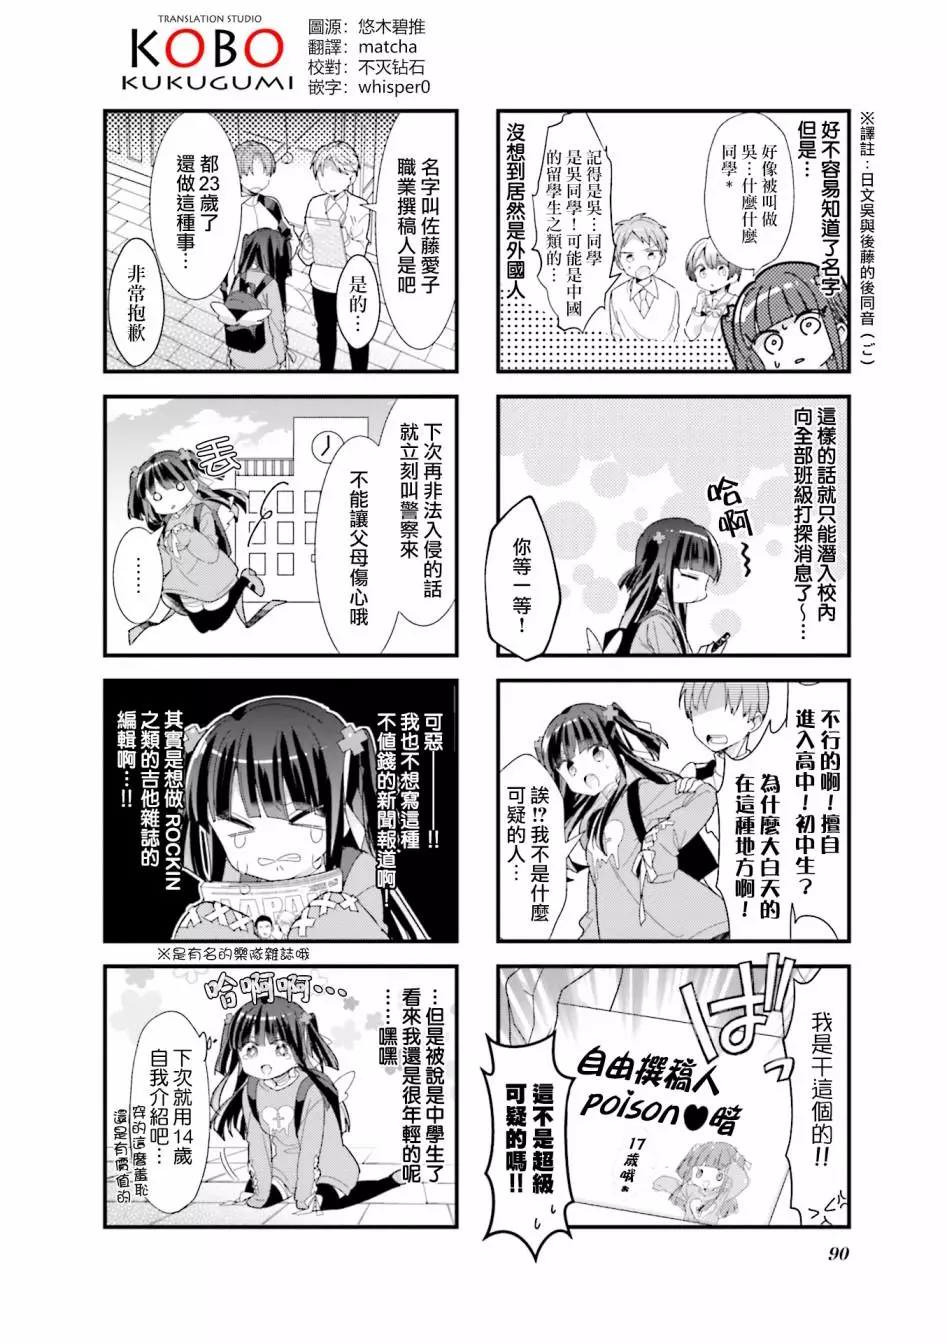 TRANSLATION STUDIO
KOBO
KUKUGUMI
圖源：悠木碧推
翻譯：matcha
校對：不灭钻石
嵌字：whisper0
※譯註：日文吳與後藤的後同音（ご）
好不容易知道了名字
但是…
好像被叫做
吳…什麼什麼
同學*
記得是吳…同學
是吳同學！可能是中國
的留學生之類的…
沒想到居然是外國人
這樣的話就只能潛入校內
向全部班級打探消息了～…
哈啊～
你等一等！
不行的啊！擅自
進入高中！初中生？
為什麼大白天的
在這種地方啊！
誒!?我不是什麼
可疑的人…
我是干這個的!!
ば
自由撰稿人
poison♥暗
17
歲哦
這不是超級
可疑的嗎!!
名字叫佐藤愛子
職業撰稿人是吧
是的…
都23歲了
還做這種事…
非常抱歉
下次再非法入侵的話
就立刻叫警察來
不能讓父母傷心哦
丟
……
可惡——!!
我也不想寫這種
不值錢的新聞報道啊！
其實是想做 ROCKIN
之類的吉他雜誌的
編輯啊…!!
※是有名的樂隊雜誌哦
…但是被說是中學生了
看來我還是很年輕的呢
……嘿嘿
哈啊啊…
下次就用14歲
自我介紹吧…
穿的這麼羞恥
還是有價值的
90